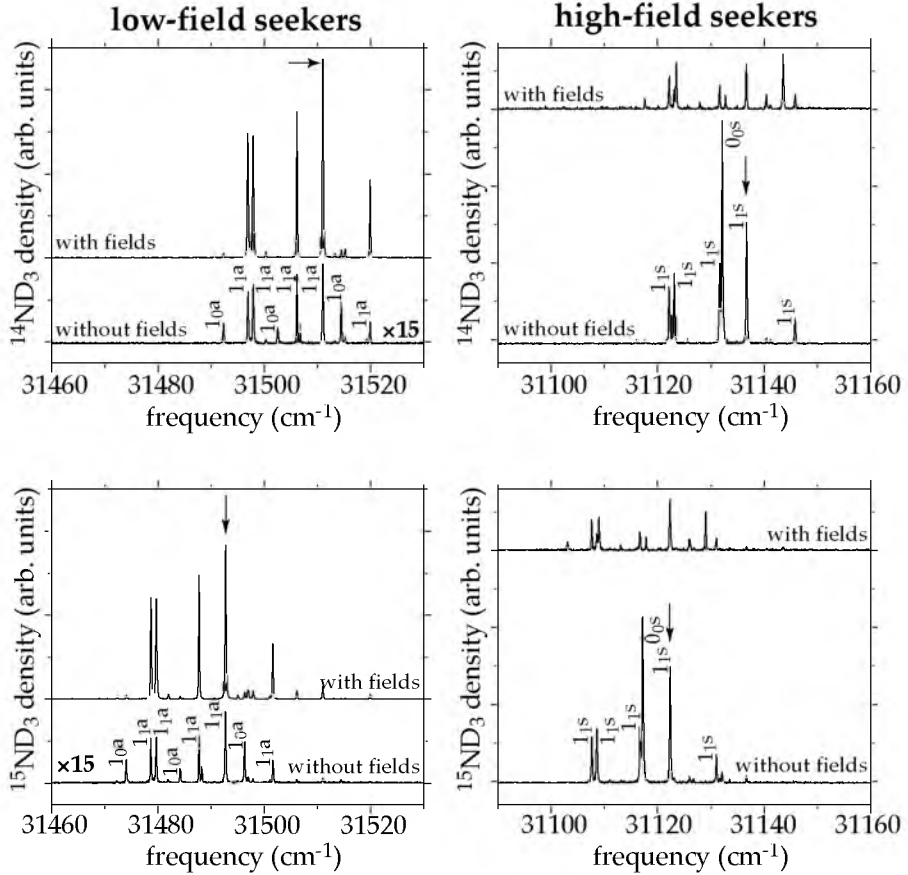 low-field seekers
high-field seekers
¹⁴ND₃ density (arb. units)
with fields
without fields
1₀a
1₁a
1₁a
1₀a
1₁a
1₁a
1₀a
1₁a
×15
31460 31480 31500 31520
frequency (cm⁻¹)
¹⁴ND₃ density (arb. units)
with fields
1₁s
1₁s
1₁s
0₀s
1₁s
1₁s
31100 31120 31140 31160
frequency (cm⁻¹)
¹⁵ND₃ density (arb. units)
with fields
×15
without fields
1₀a
1₁a
1₁a
1₀a
1₁a
1₁a
1₀a
1₁a
31460 31480 31500 31520
frequency (cm⁻¹)
¹⁵ND₃ density (arb. units)
with fields
without fields
1₁s
1₁s
1₁s
0₀s
1₁s
1₁s
31100 31120 31140 31160
frequency (cm⁻¹)